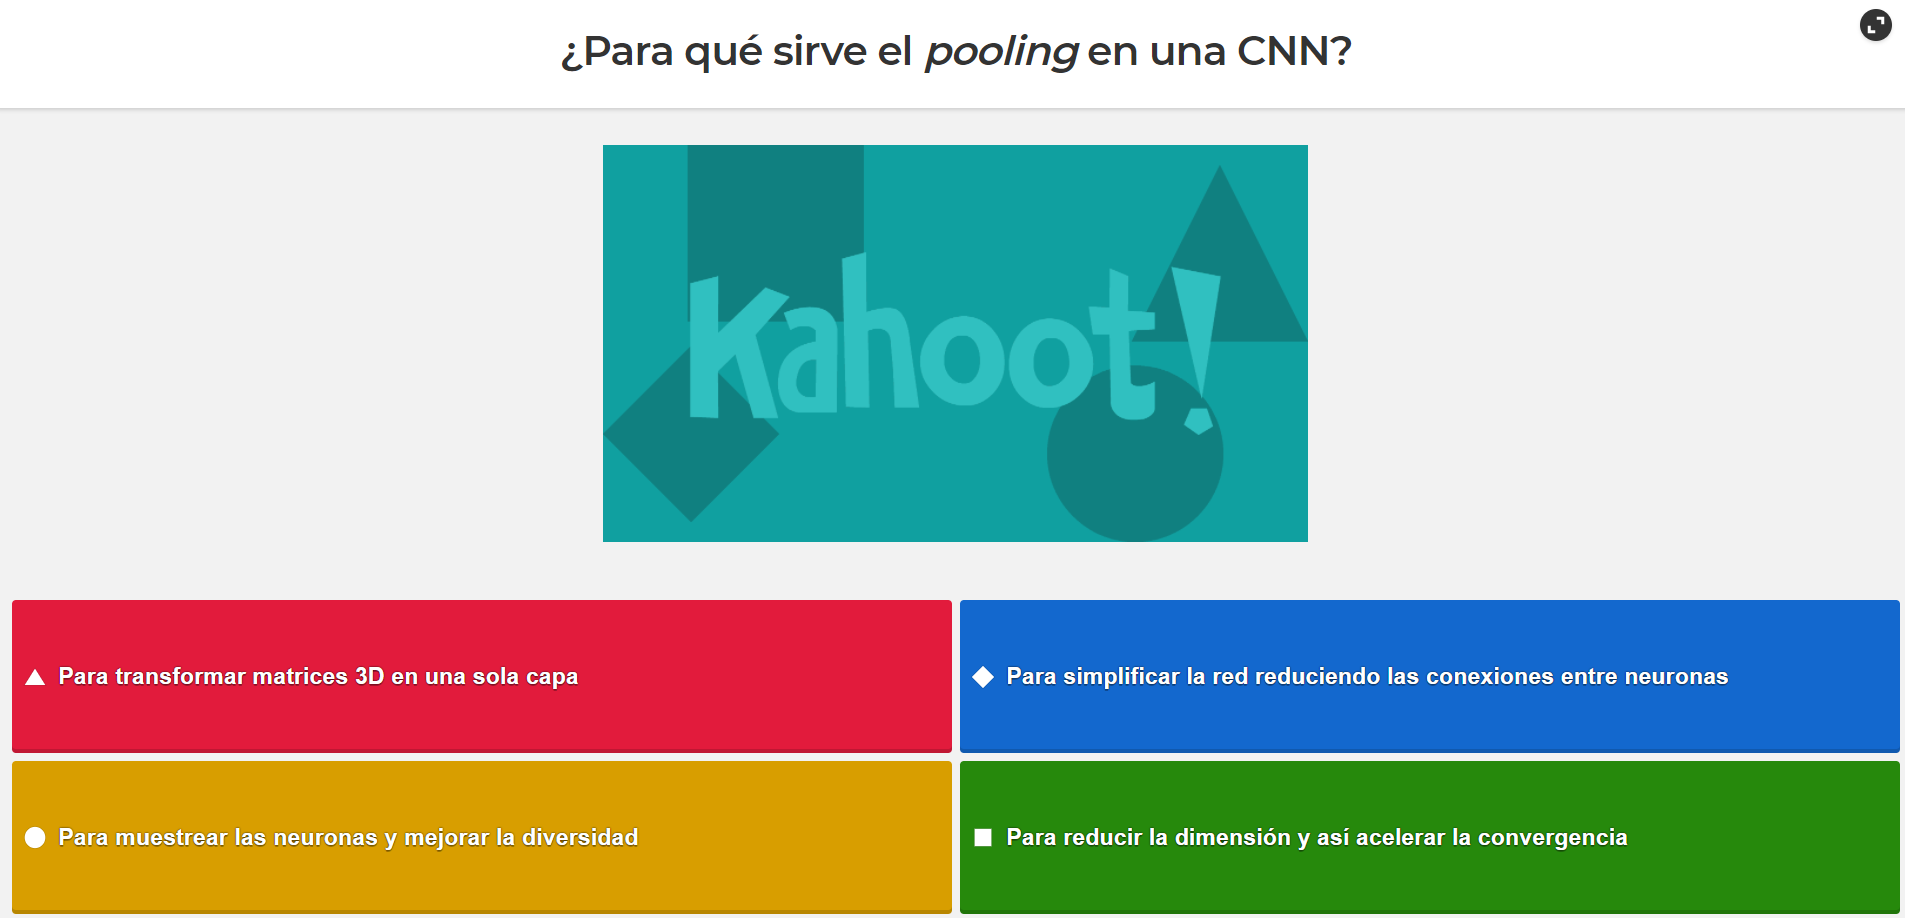 ¿Para qué sirve el pooling en una CNN?
Kahoot!
Para transformar matrices 3D en una sola capa
Para simplificar la red reduciendo las conexiones entre neuronas
Para muestrear las neuronas y mejorar la diversidad
Para reducir la dimensión y así acelerar la convergencia